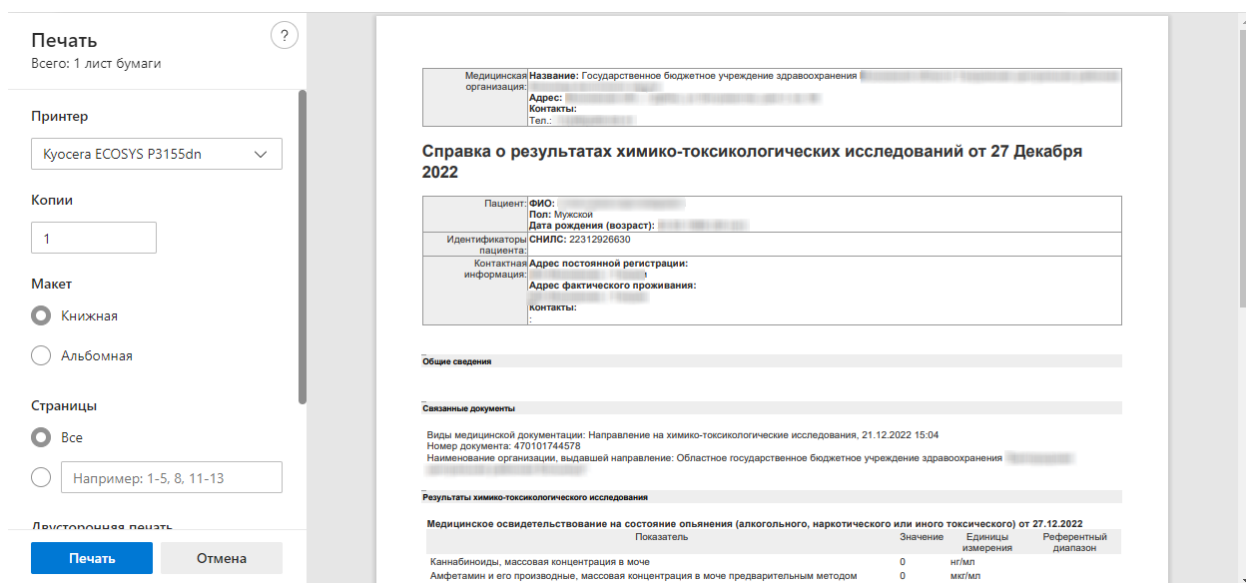 Печать
?
Всего: 1 лист бумаги
Принтер
Kyocera ECOSYS P3155dn
Копии
1
Макет
Книжная
Альбомная
Страницы
Все
Например: 1-5, 8, 11-13
Двусторонняя печать
Печать
Отмена
Медицинская организация:
Название: Государственное бюджетное учреждение здравоохранения
Адрес:
Контакты:
Тел.:
Справка о результатах химико-токсикологических исследований от 27 Декабря
2022
Пациент: ФИО:
Пол: Мужской
Дата рождения (возраст):
Идентификаторы пациента:
СНИЛС: 22312926630
Контактная информация:
Адрес постоянной регистрации:
Адрес фактического проживания:
Контакты:
:
Общие сведения
Связанные документы
Виды медицинской документации: Направление на химико-токсикологические исследования, 21.12.2022 15:04
Номер документа: 470101744578
Наименование организации, выдавшей направление: Областное государственное бюджетное учреждение здравоохранения
Результаты химико-токсикологического исследования
Медицинское освидетельствование на состояние опьянения (алкогольного, наркотического или иного токсического) от 27.12.2022
Показатель Значение Единицы измерения Референтный диапазон
Каннабиноиды, массовая концентрация в моче 0 нг/мл
Амфетамин и его производные, массовая концентрация в моче предварительным методом 0 мкг/мл